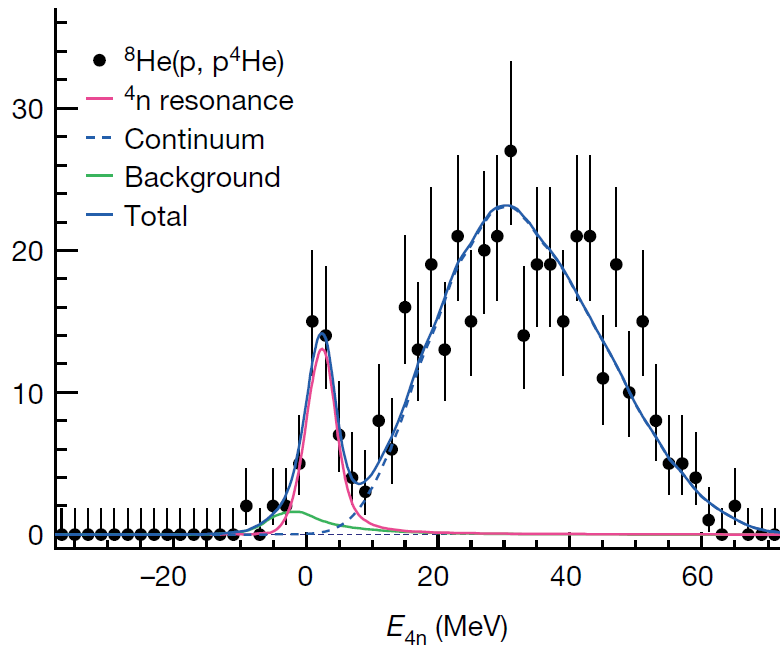 ⁸He(p, p⁴He)
⁴n resonance
Continuum
Background
Total
30
20
10
0
−20 0 20 40 60
E₄ₙ (MeV)